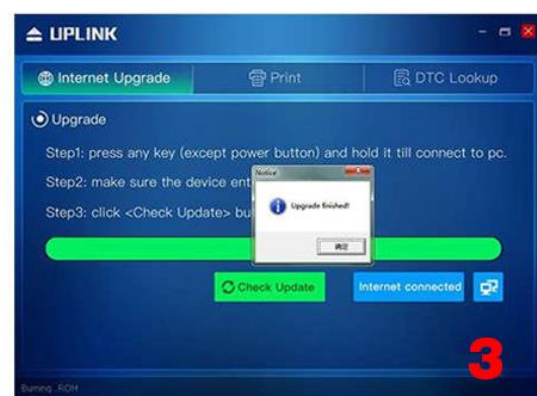 UPLINK
Internet Upgrade Print DTC Lookup
Upgrade
Step1: press any key (except power button) and hold it till connect to pc.
Step2: make sure the device ent
Step3: click <Check Update> bu
Notice
Upgrade finished!
确定
Check Update Internet connected
3
Burning...ROM